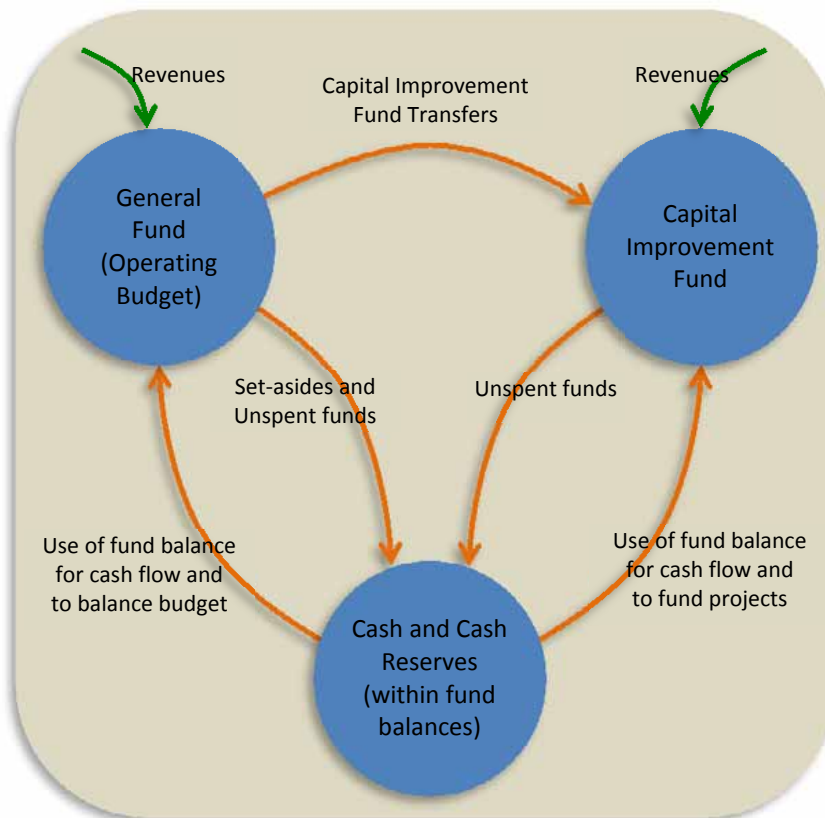 Revenues
Revenues
Capital Improvement
Fund Transfers
General
Fund
(Operating
Budget)
Capital
Improvement
Fund
Set-asides and
Unspent funds
Unspent funds
Use of fund balance
for cash flow and
to balance budget
Use of fund balance
for cash flow and
to fund projects
Cash and Cash
Reserves
(within fund
balances)